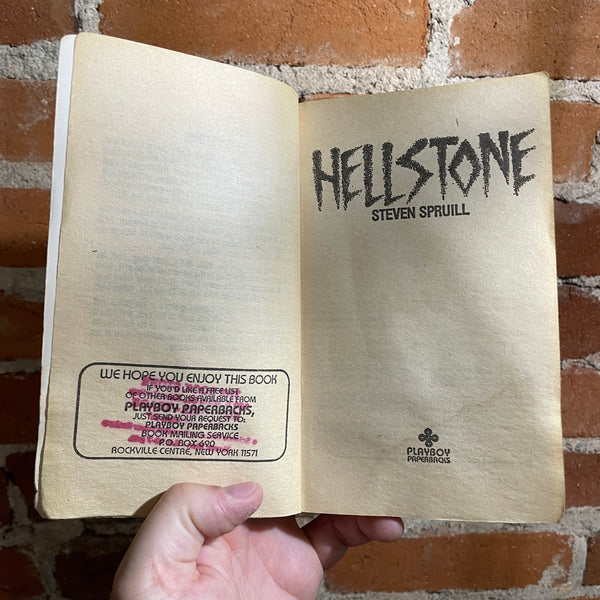 WE HOPE YOU ENJOY THIS BOOK
IF YOU'D LIKE A FREE LIST
OF OTHER BOOKS AVAILABLE FROM
PLAYBOY PAPERBACKS,
JUST SEND YOUR REQUEST TO:
PLAYBOY PAPERBACKS
BOOK MAILING SERVICE
P.O. BOX 690
ROCKVILLE CENTRE, NEW YORK 11571
HELLSTONE
STEVEN SPRUILL
PLAYBOY
PAPERBACKS